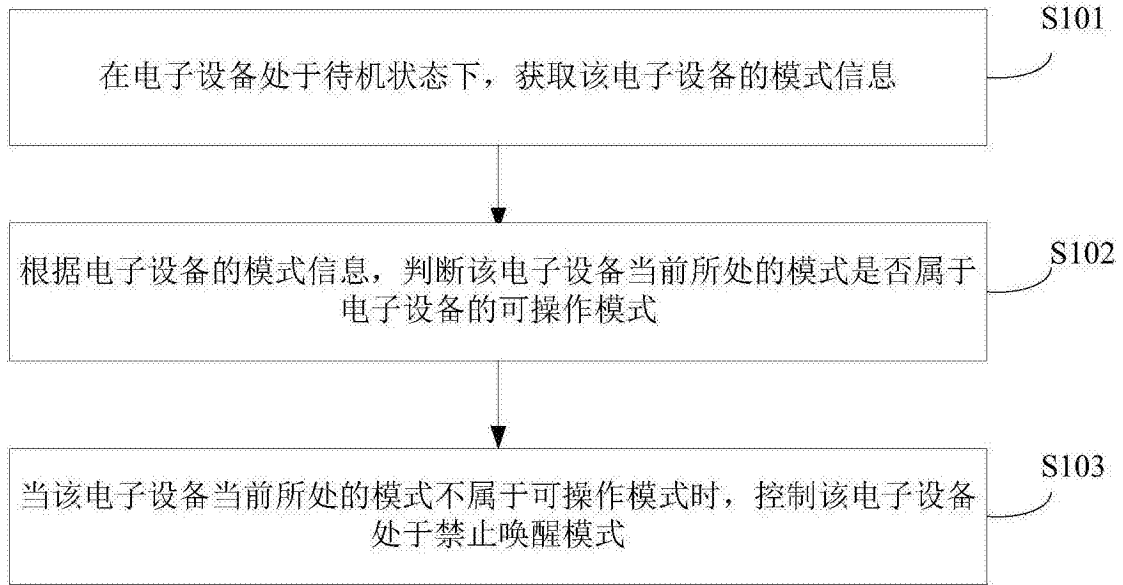 S101
在电子设备处于待机状态下，获取该电子设备的模式信息
S102
根据电子设备的模式信息，判断该电子设备当前所处的模式是否属于
电子设备的可操作模式
S103
当该电子设备当前所处的模式不属于可操作模式时，控制该电子设备
处于禁止唤醒模式